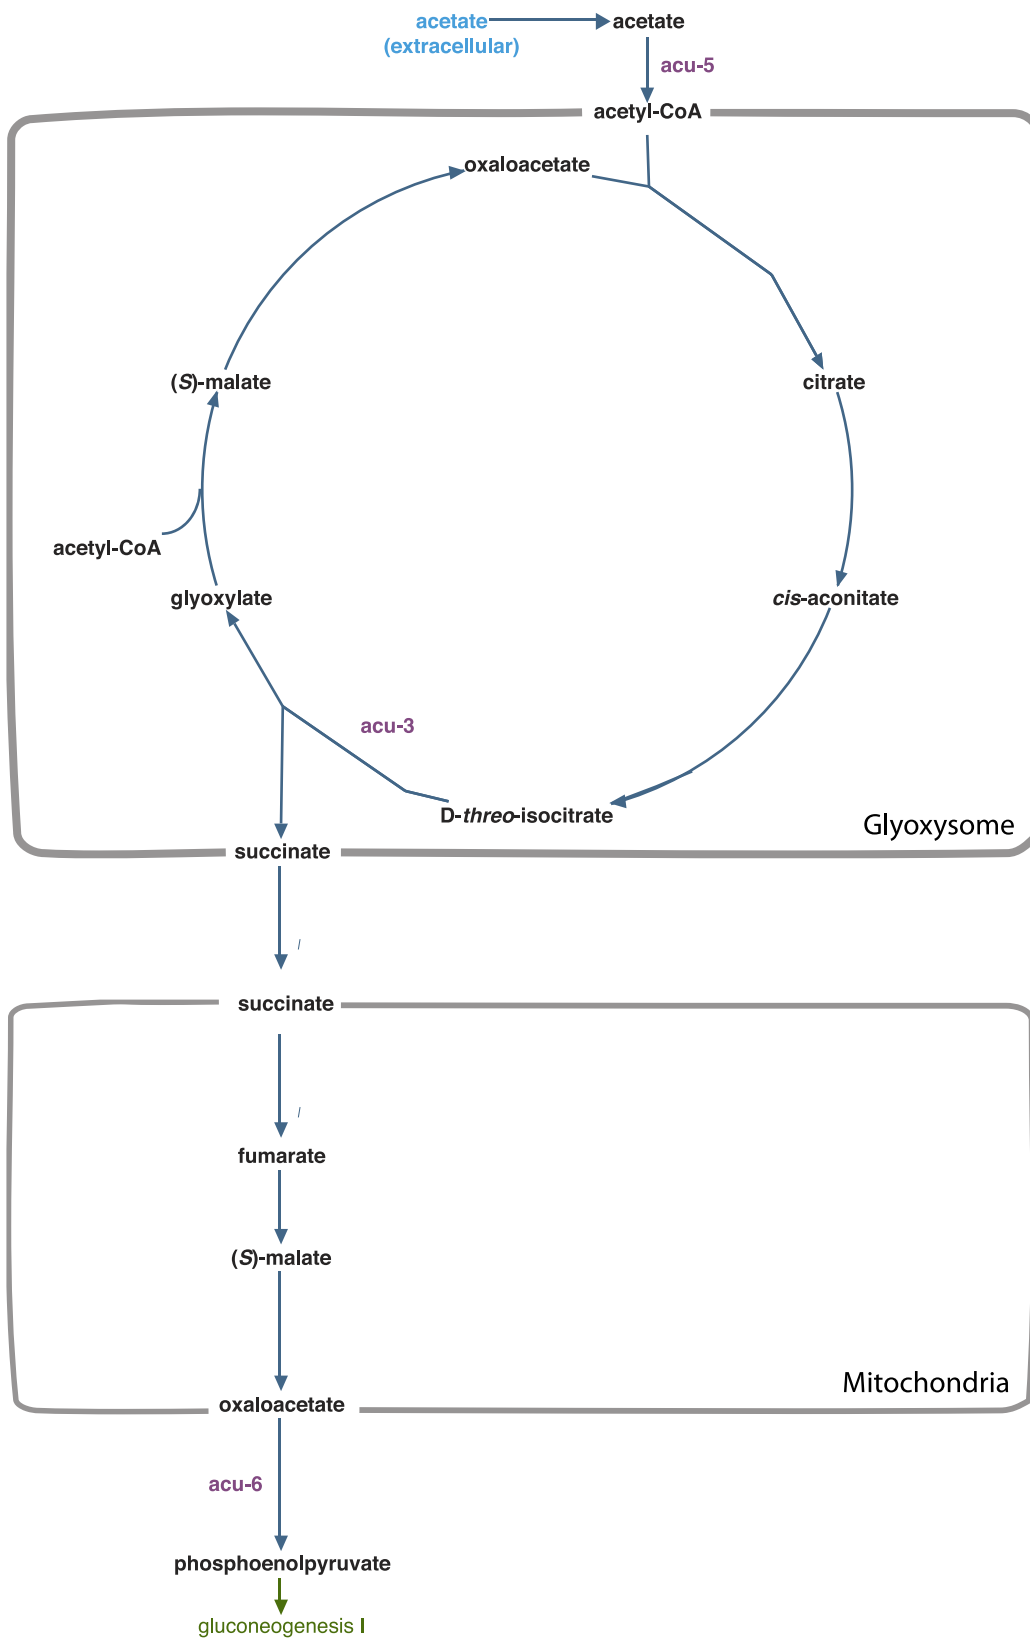 acetate
(extracellular)
acetate
acu-5
acetyl-CoA
oxaloacetate
(S)-malate
citrate
acetyl-CoA
glyoxylate
cis-aconitate
acu-3
D-threo-isocitrate
Glyoxysome
succinate
succinate
fumarate
(S)-malate
Mitochondria
oxaloacetate
acu-6
phosphoenolpyruvate
gluconeogenesis I